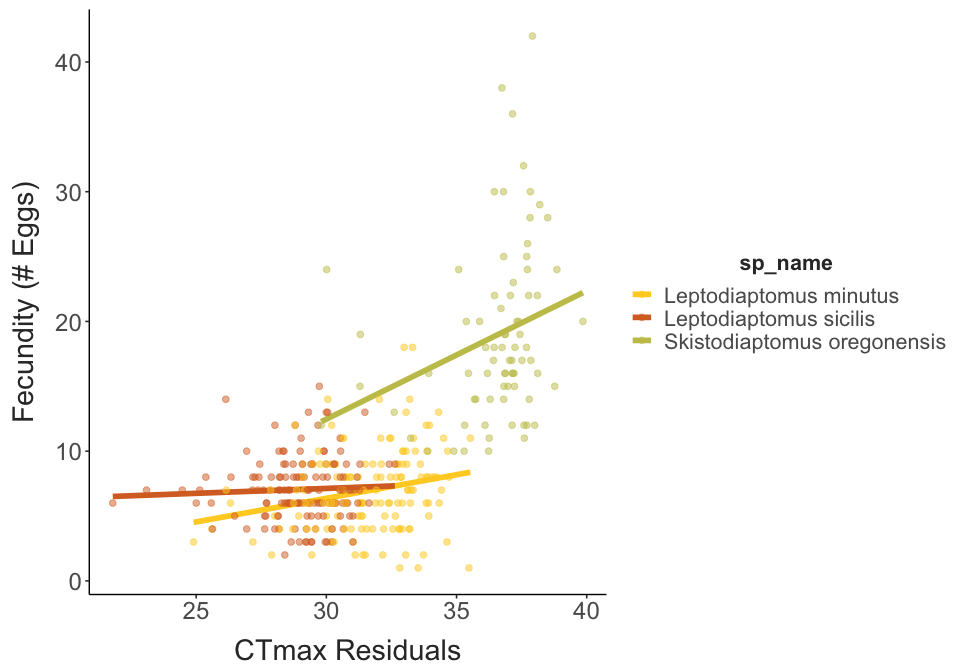 Fecundity (# Eggs)
40
30
20
10
0
25 30 35 40
CTmax Residuals
sp_name
Leptodiaptomus minutus
Leptodiaptomus sicilis
Skistodiaptomus oregonensis